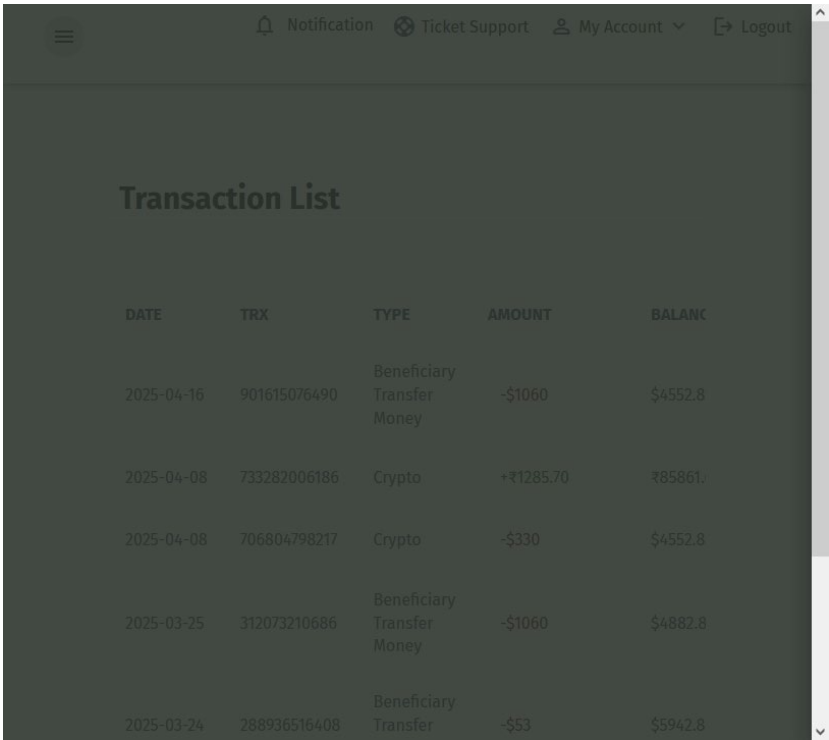 Notification Ticket Support My Account Logout
Transaction List
DATE TRX TYPE AMOUNT BALANC
2025-04-16 901615076490 Beneficiary Transfer Money -$1060 $4552.8
2025-04-08 733282006186 Crypto +₹1285.70 ₹85861.
2025-04-08 706804798217 Crypto -$330 $4552.8
2025-03-25 312073210686 Beneficiary Transfer Money -$1060 $4882.8
2025-03-24 288936516408 Beneficiary Transfer -$53 $5942.8